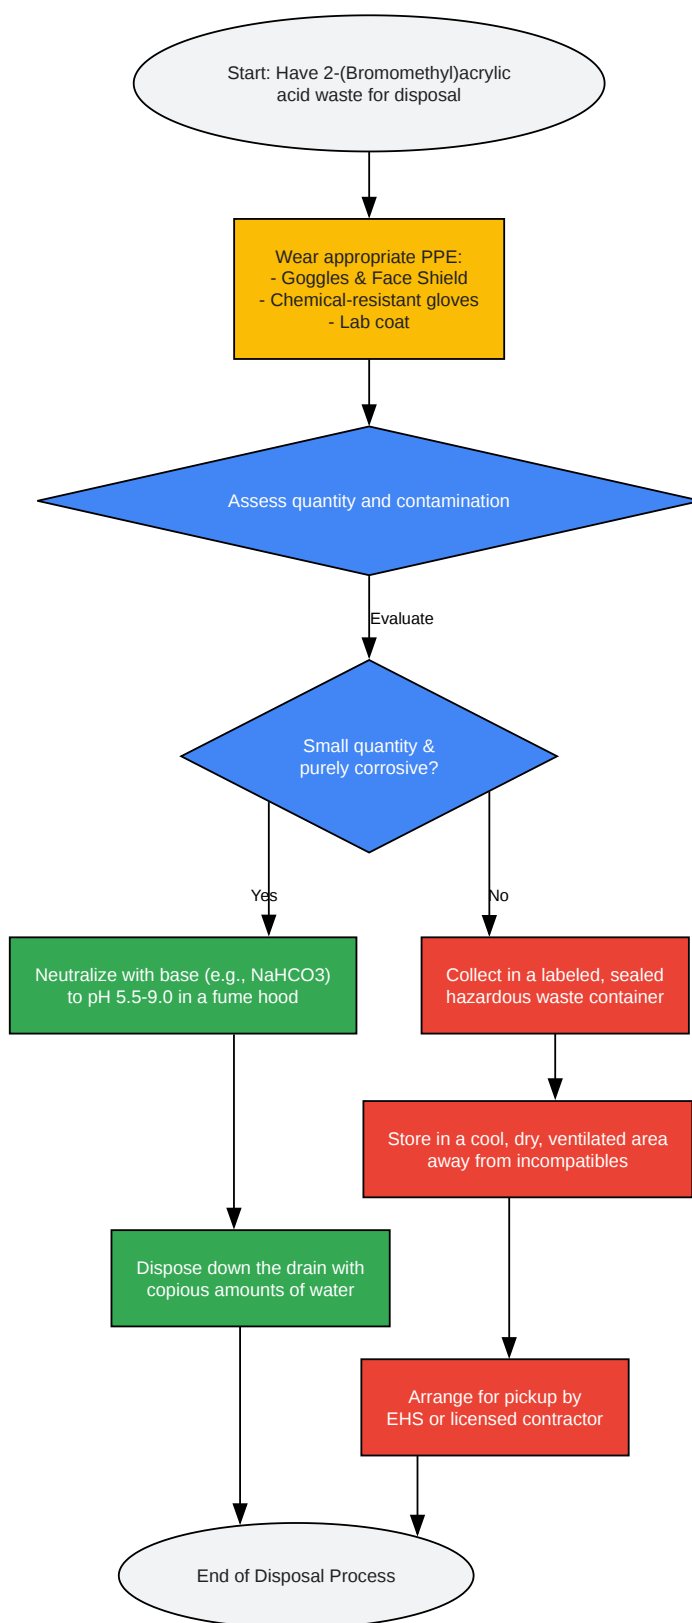 Start: Have 2-(Bromomethyl)acrylic
acid waste for disposal
Wear appropriate PPE:
- Goggles & Face Shield
- Chemical-resistant gloves
- Lab coat
Assess quantity and contamination
Evaluate
Small quantity &
purely corrosive?
Yes
No
Neutralize with base (e.g., NaHCO3)
to pH 5.5-9.0 in a fume hood
Collect in a labeled, sealed
hazardous waste container
Store in a cool, dry, ventilated area
away from incompatibles
Dispose down the drain with
copious amounts of water
Arrange for pickup by
EHS or licensed contractor
End of Disposal Process